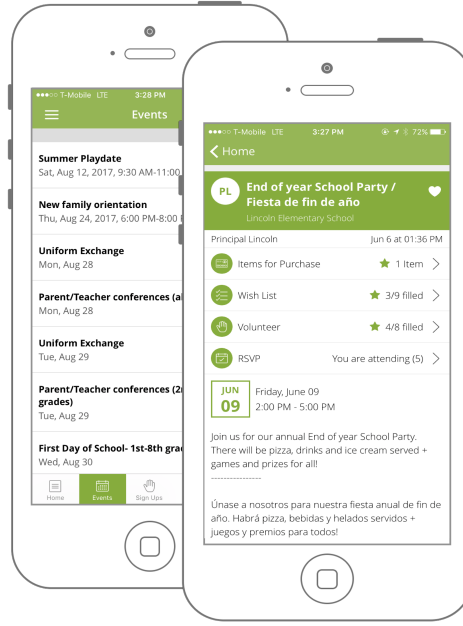 T-Mobile LTE 3:28 PM
Events
Summer Playdate
Sat, Aug 12, 2017, 9:30 AM-11:00
New family orientation
Thu, Aug 24, 2017, 6:00 PM-8:00
Uniform Exchange
Mon, Aug 28
Parent/Teacher conferences
Mon, Aug 28
Uniform Exchange
Tue, Aug 29
Parent/Teacher conferences
grades)
Tue, Aug 29
First Day of School- 1st-8th
Wed, Aug 30
Home Events Sign Ups
T-Mobile LTE 3:27 PM 72%
Home
PL
End of year School Party /
Fiesta de fin de año
Lincoln Elementary School
Principal Lincoln Jun 6 at 01:36 PM
Items for Purchase 1 Item
Wish List 3/9 filled
Volunteer 4/8 filled
RSVP You are attending (5)
JUN
09
Friday, June 09
2:00 PM - 5:00 PM
Join us for our annual End of year School Party.
There will be pizza, drinks and ice cream served +
games and prizes for all!
----------------
Únase a nosotros para nuestra fiesta anual de fin de
año. Habrá pizza, bebidas y helados servidos +
juegos y premios para todos!